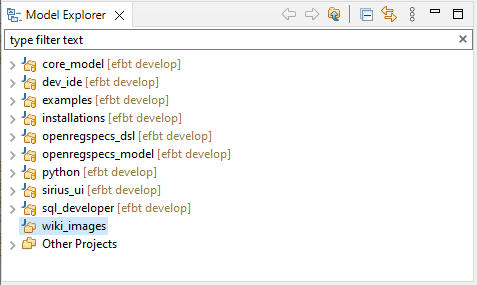 Model Explorer
type filter text
core_model [efbt develop]
dev_ide [efbt develop]
examples [efbt develop]
installations [efbt develop]
openregspecs_dsl [efbt develop]
openregspecs_model [efbt develop]
python [efbt develop]
sirius_ui [efbt develop]
sql_developer [efbt develop]
wiki_images
Other Projects